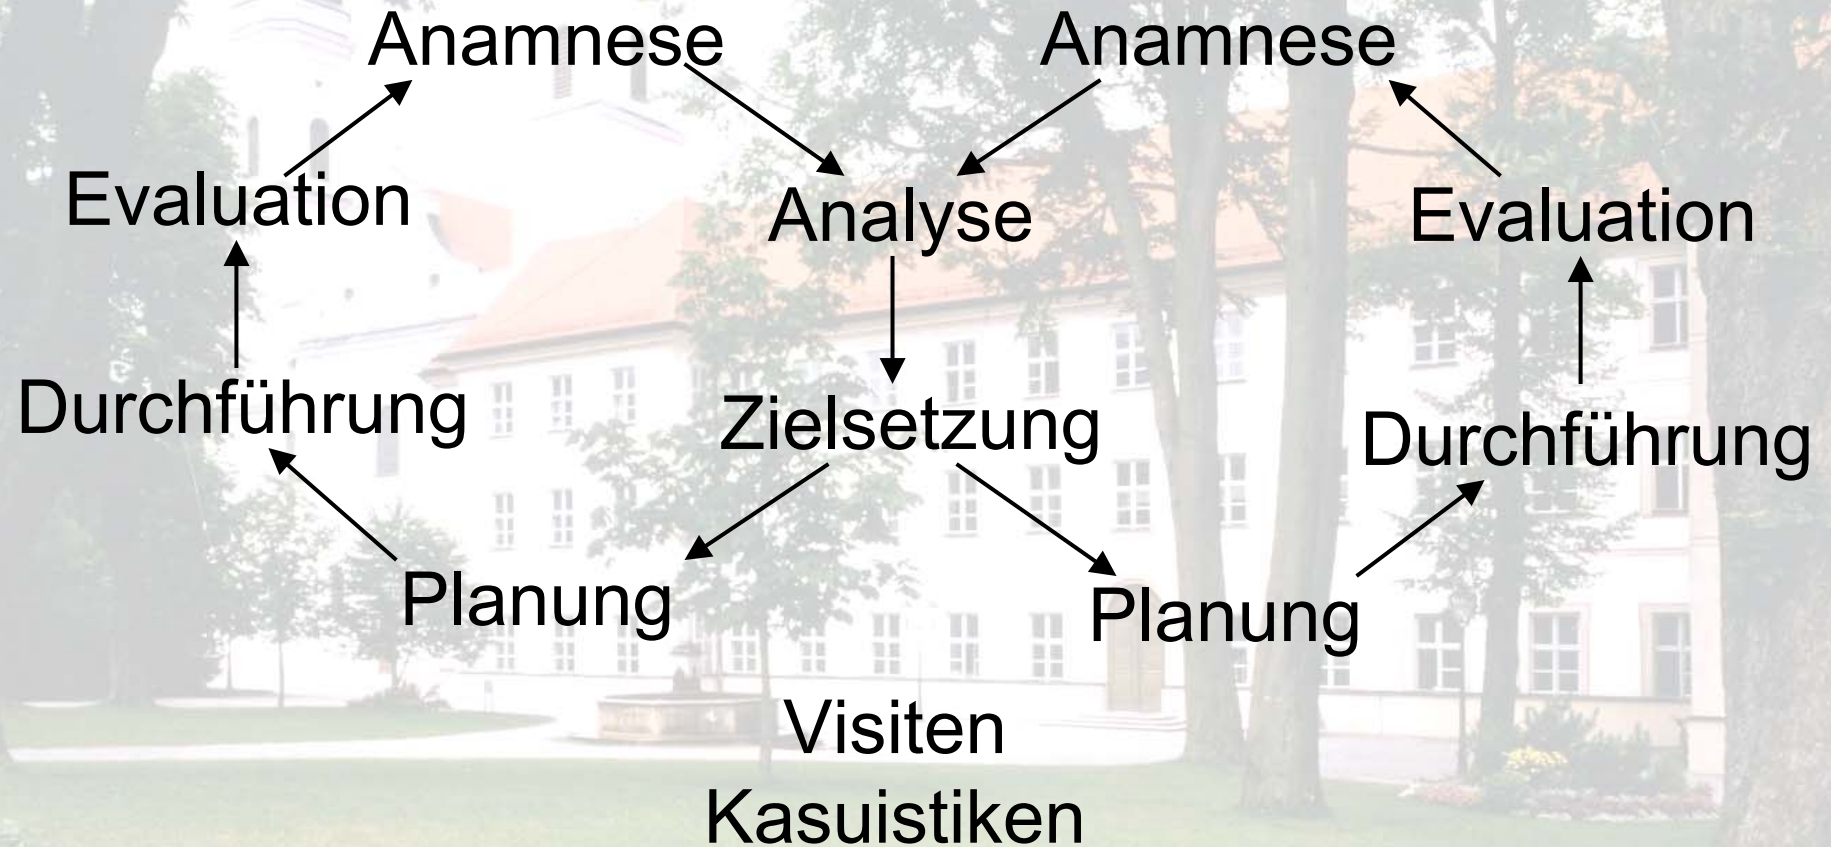 Anamnese Anamnese
Evaluation Analyse Evaluation
Durchführung Zielsetzung Durchführung
Planung Planung
Visiten
Kasuistiken